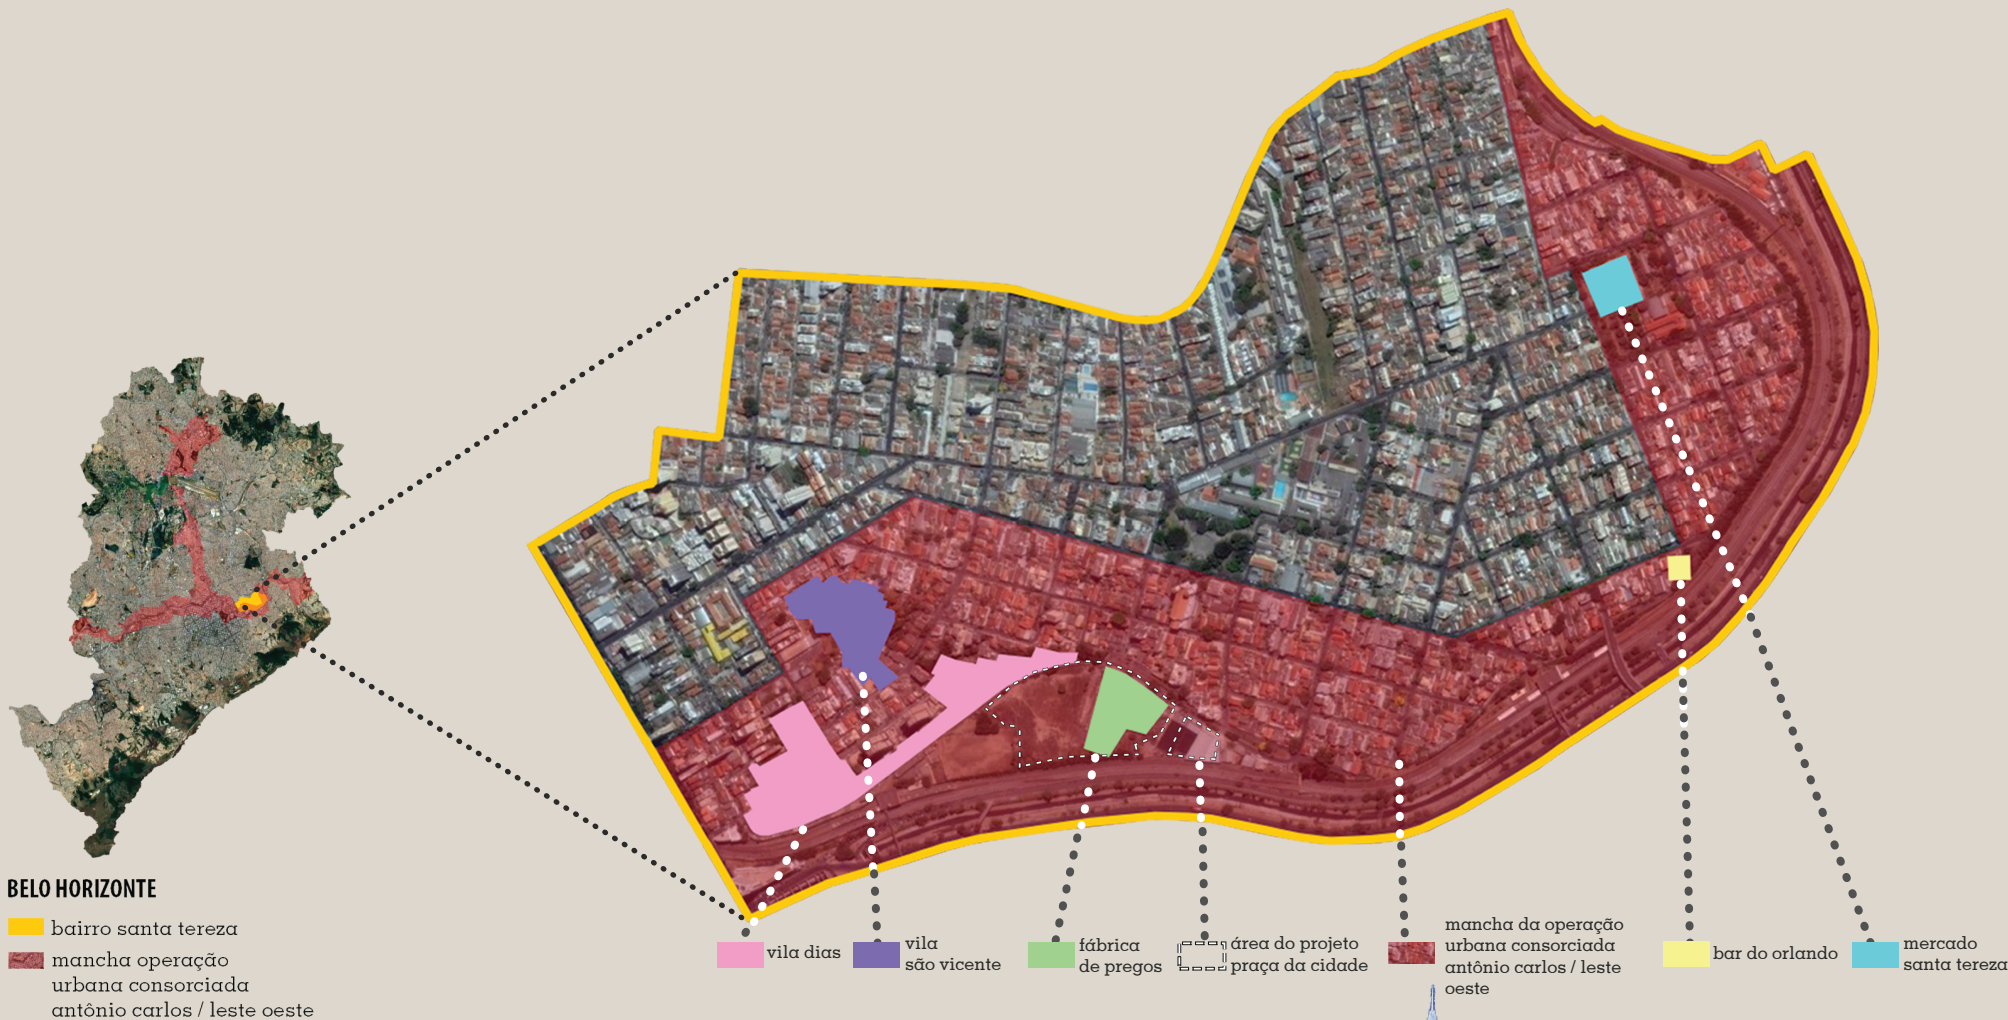 BELO HORIZONTE
bairro santa tereza
mancha operação
urbana consorciada
antônio carlos / leste oeste
vila dias
vila
são vicente
fábrica
de pregos
área do projeto
praça da cidade
mancha da operação
urbana consorciada
antônio carlos / leste
oeste
bar do orlando
mercado
santa tereza